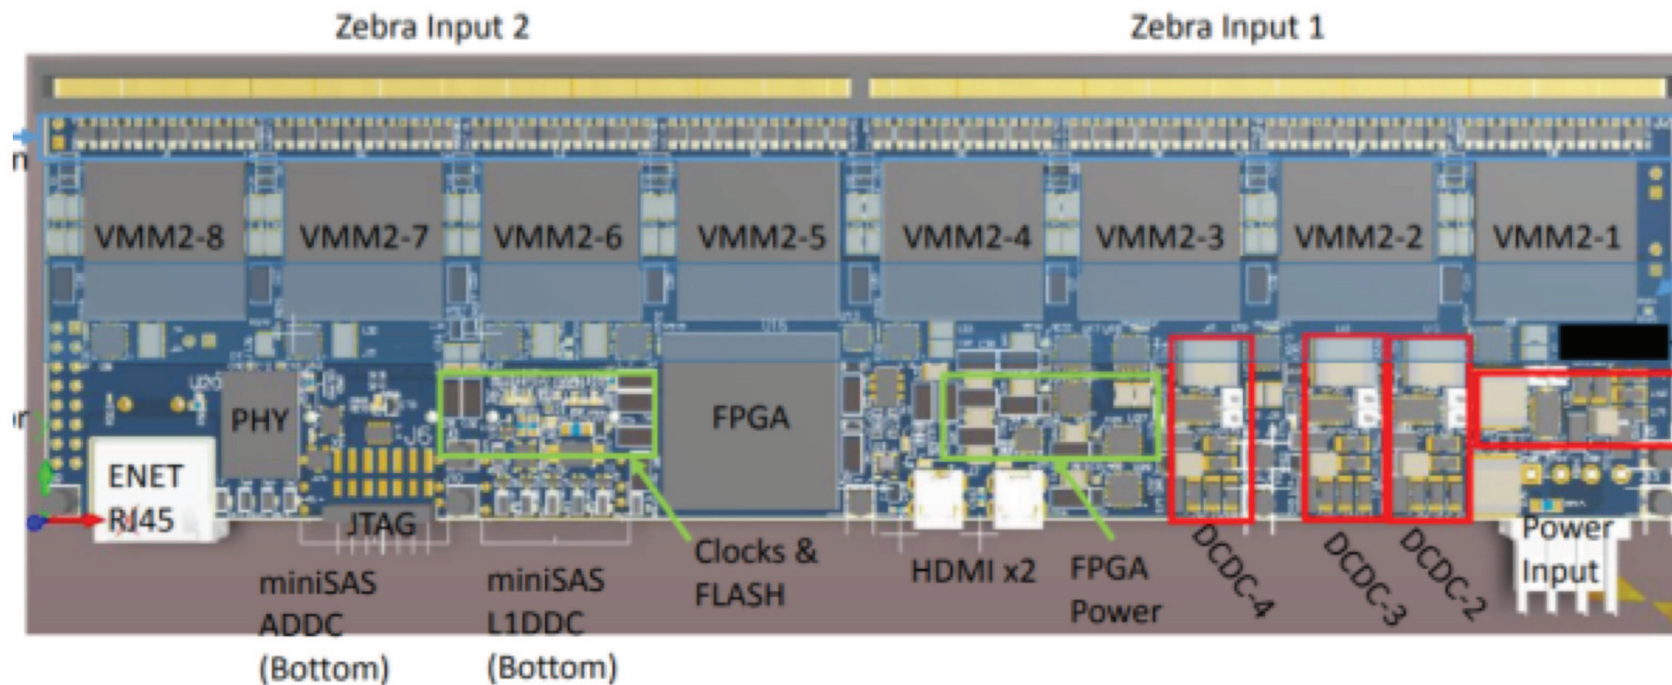 Zebra Input 2
Zebra Input 1
n
VMM2-8
VMM2-7
VMM2-6
VMM2-5
VMM2-4
VMM2-3
VMM2-2
VMM2-1
PHY
J6
FPGA
ENET
RJ45
JTAG
miniSAS
ADDC
(Bottom)
miniSAS
L1DDC
(Bottom)
Clocks &
FLASH
HDMI x2
FPGA
Power
DCDC-4
DCDC-3
DCDC-2
Power
Input